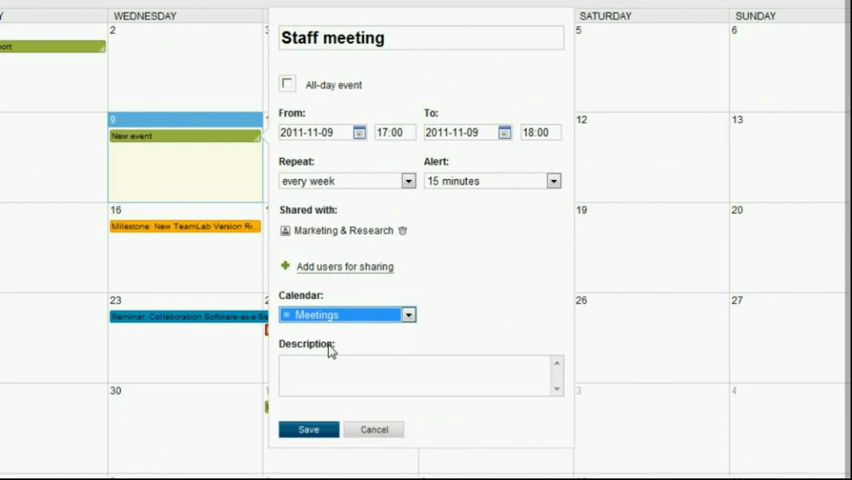 WEDNESDAY
SATURDAY
SUNDAY
2
5
6
port
Staff meeting
All-day event
From:
To:
2011-11-09
17:00
2011-11-09
18:00
9
12
13
New event
Repeat:
Alert:
every week
15 minutes
16
19
20
Shared with:
Milestone: New TeamLab Version
Marketing & Research
Add users for sharing
23
26
27
Calendar:
Meetings
Seminar: Collaboration Software-as-a-Se
Description:
30
3
4
Save
Cancel